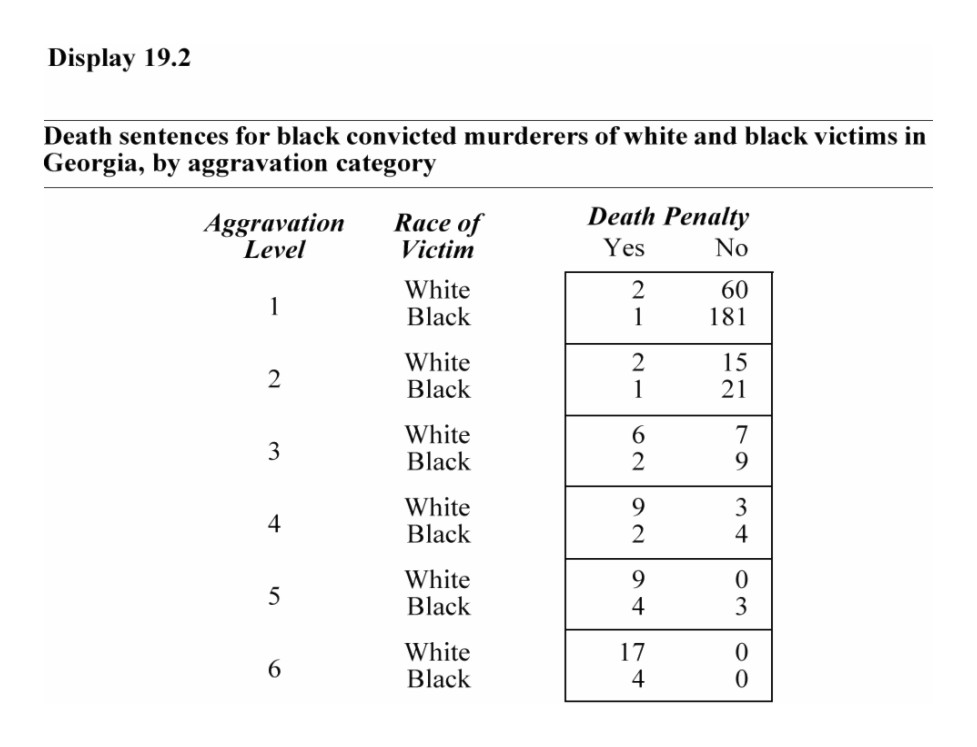 Display 19.2
Death sentences for black convicted murderers of white and black victims in
Georgia, by aggravation category
Aggravation Race of Death Penalty
Level Victim Yes No
White 2 60
1
Black 1 181
White 2 15
2
Black 1 21
White 6 7
3
Black 2 9
White 9 3
4
Black 2 4
White 9 0
5
Black 4 3
White 17 0
6
Black 4 0